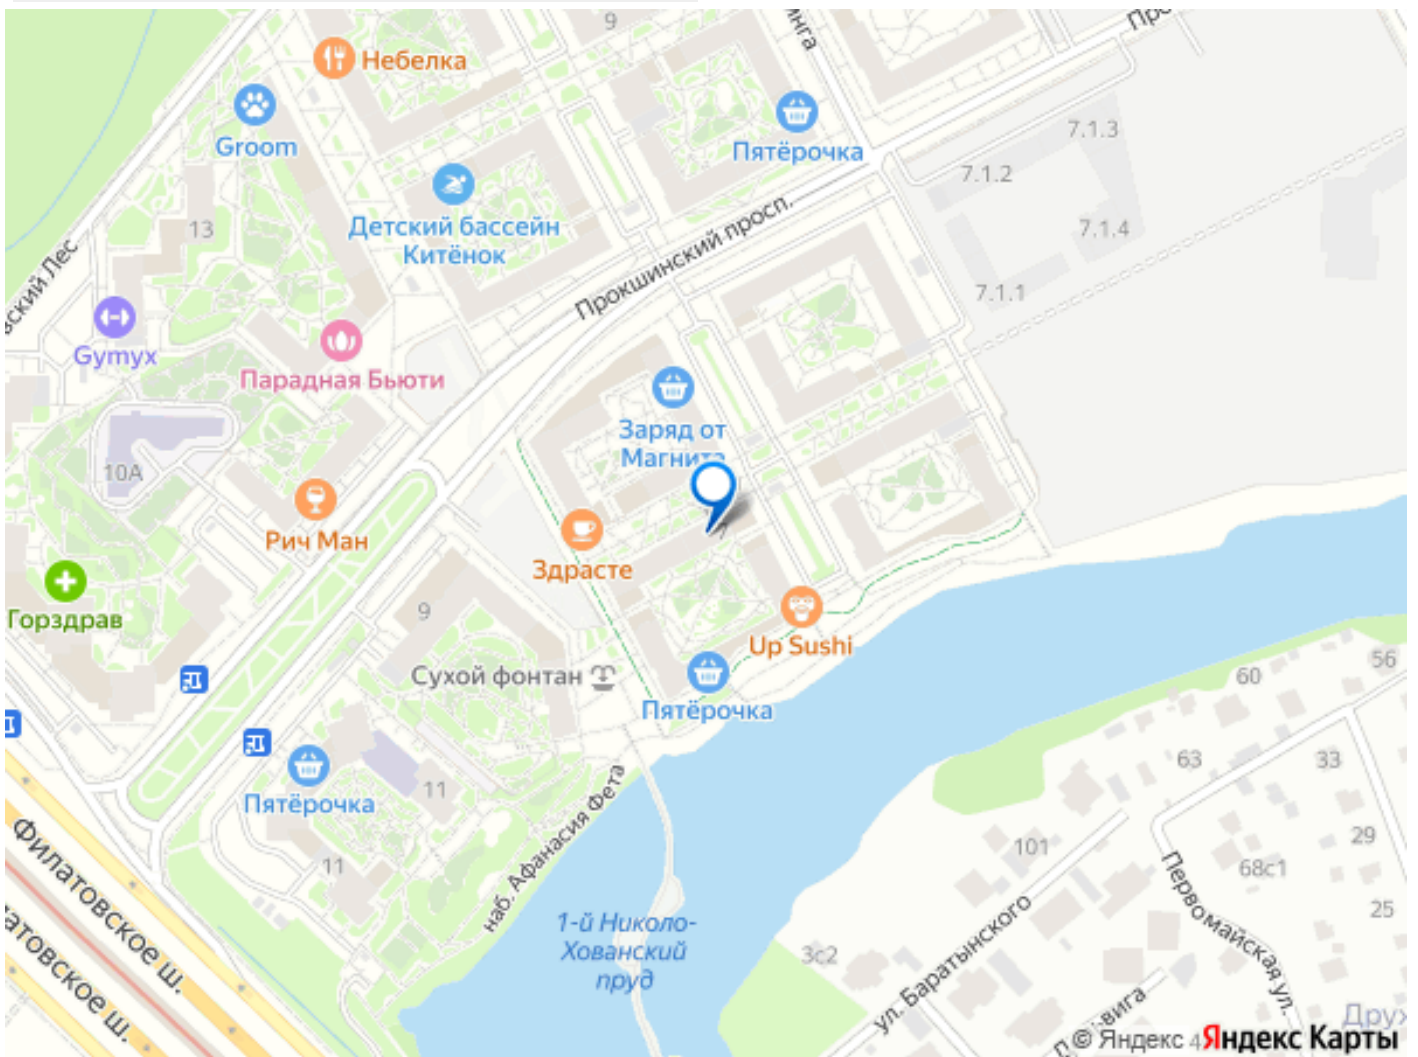 9
Небелка
Groom
Пятёрочка
7.1.3
7.1.2
Детский бассейн
Китёнок
13
Прокшинский просп.
7.1.4
7.1.1
Лес
Gymyx
Парадная Бьюти
Заряд от
Магнита
10А
Рич Ман
Здрасте
Горздрав
9
Up Sushi
Сухой фонтан
Пятёрочка
60
56
63
33
Пятёрочка
11
наб. Афанасия Фета
Филатовское ш.
11
101
29
68с1
25
Первомайская ул.
ул. Баратынского
1-й Николо-
Хованский
пруд
3с2
© Яндекс
Яндекс Карты